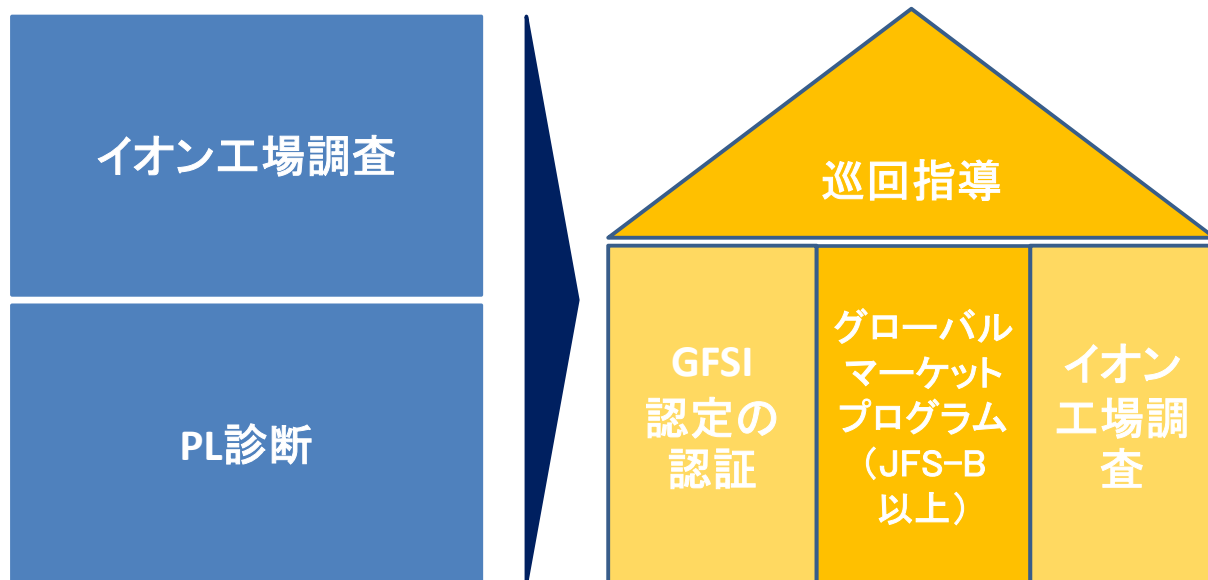 イオン工場調査
PL診断
巡回指導
GFSI
認定の
認証
グローバル
マーケット
プログラム
（JFS-B
以上）
イオン
工場調
査